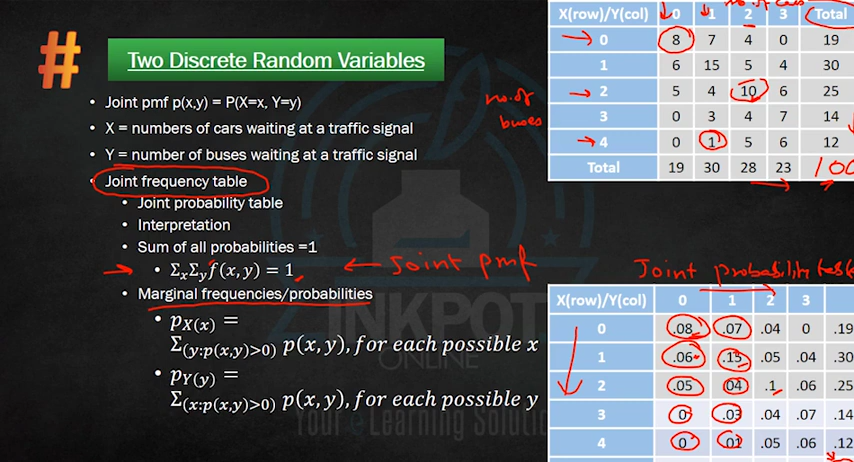 #
Two Discrete Random Variables
• Joint pmf p(x,y) = P(X=x, Y=y)
• X = numbers of cars waiting at a traffic signal
• Y = number of buses waiting at a traffic signal
• Joint frequency table
• Joint probability table
• Interpretation
• Sum of all probabilities =1
• Σ_xΣ_y f(x, y) = 1 ← Joint pmf
• Marginal frequencies/probabilities
• p_X(x) =
Σ_(y:p(x,y)>0) p(x, y), for each possible x
• p_Y(y) =
Σ_(x:p(x,y)>0) p(x, y), for each possible y
INKPOT
ONLINE
Your eLearning Soluti
no. of cars
no. of
buses
X(row)/Y(col) 0 1 2 3 Total
0 8 7 4 0 19
1 6 15 5 4 30
2 5 4 10 6 25
3 0 3 4 7 14
4 0 1 5 6 12
Total 19 30 28 23 100
Joint probability
X(row)/Y(col) 0 1 2 3
0 .08 .07 .04 0 .19
1 .06 .15 .05 .04 .30
2 .05 04 .1 .06 .25
3 0 .03 .04 .07 .14
4 0 01 .05 .06 .12